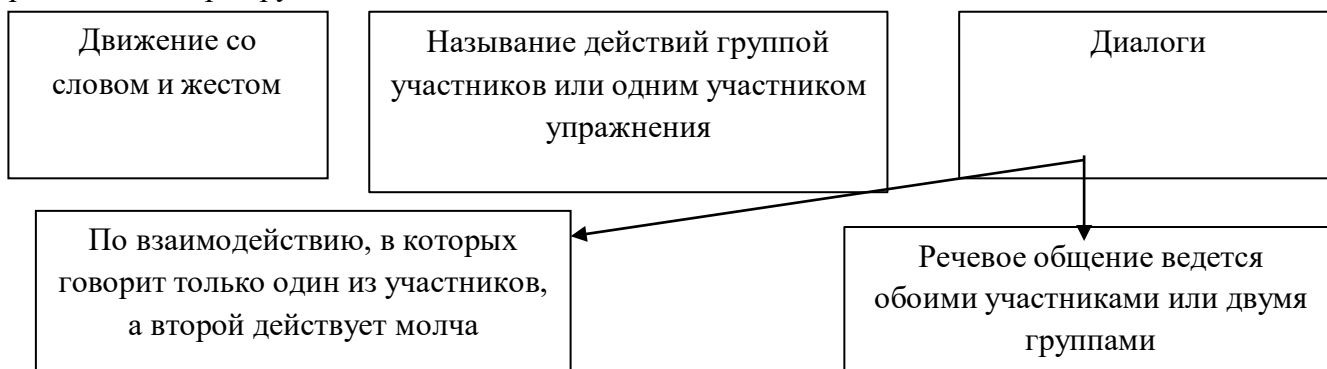 Движение со
словом и жестом
Называние действий группой
участников или одним участником
упражнения
Диалоги
По взаимодействию, в которых
говорит только один из участников,
а второй действует молча
Речевое общение ведется
обоими участниками или двумя
группами